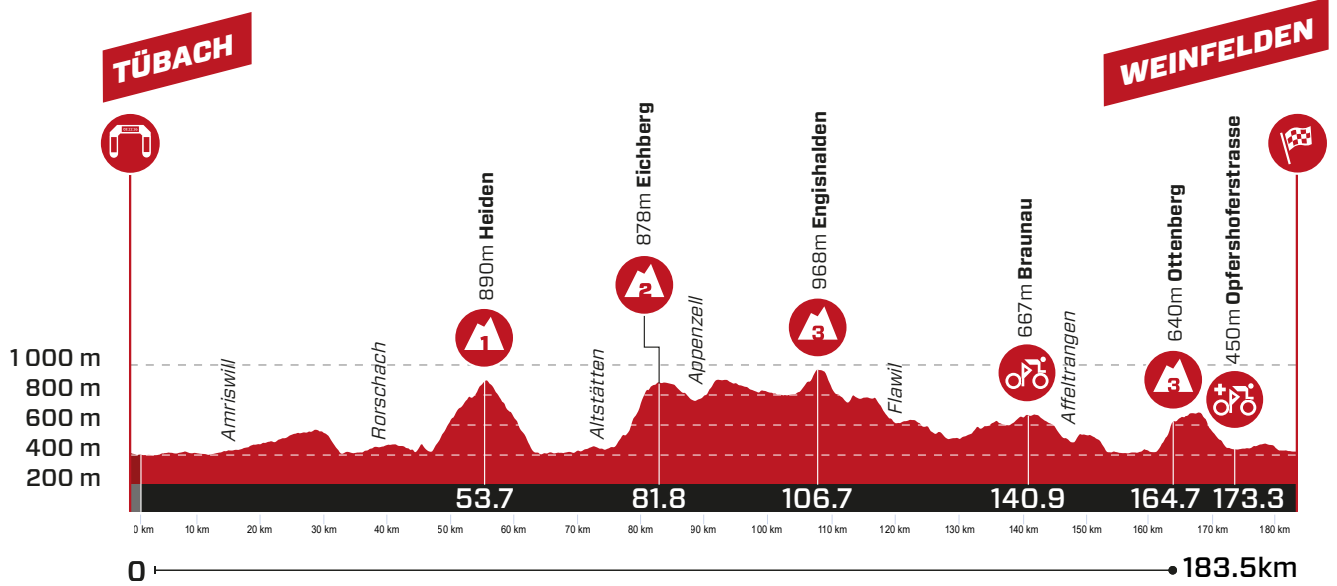 TÜBACH
WEINFELDEN
890m Heiden
878m Eichberg
968m Engishalden
667m Braunau
640m Ottenberg
450m Opfershoferstrasse
Amriswill
Rorschach
Altstätten
Appenzell
Flawil
Affeltrangen
1
2
3
3
1 000 m
800 m
600 m
400 m
200 m
53.7 81.8 106.7 140.9 164.7 173.3
0 km 10 km 20 km 30 km 40 km 50 km 60 km 70 km 80 km 90 km 100 km 110 km 120 km 130 km 140 km 150 km 160 km 170 km 180 km
0 183,5km